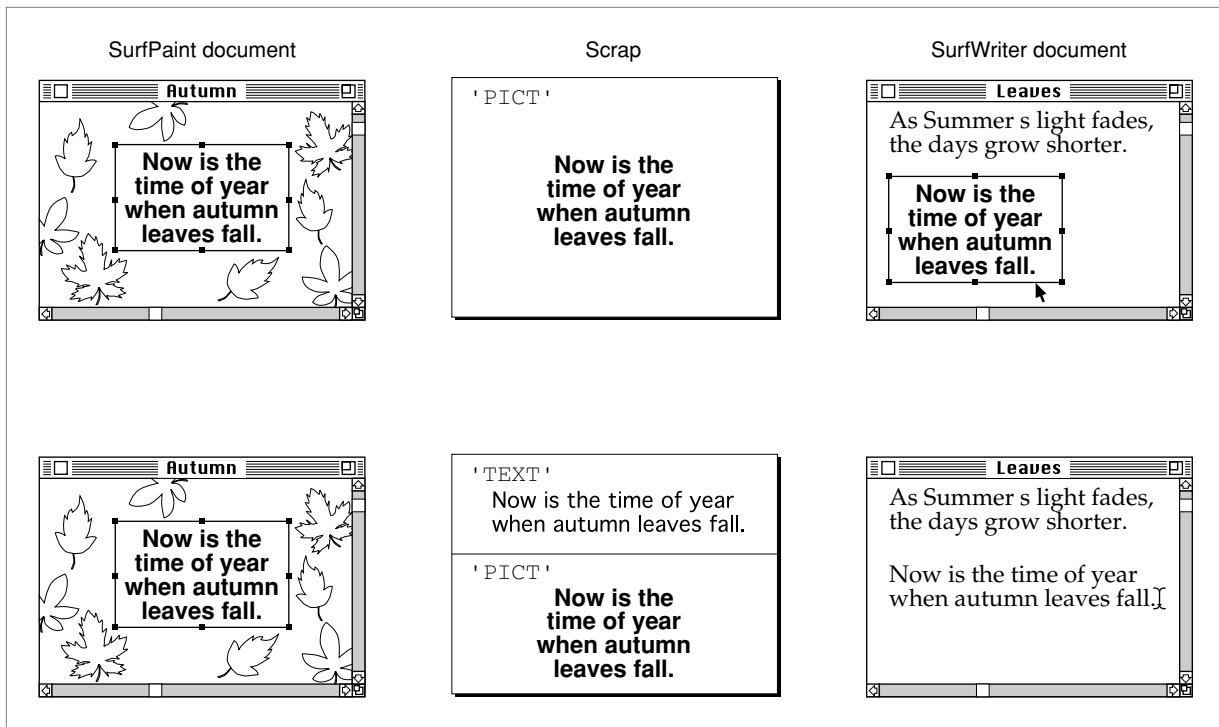 SurfPaint document
Scrap
SurfWriter document
Autumn
Now is the
time of year
when autumn
leaves fall.
'PICT'
Now is the
time of year
when autumn
leaves fall.
Leaves
As Summer s light fades,
the days grow shorter.
Now is the
time of year
when autumn
leaves fall.
Autumn
Now is the
time of year
when autumn
leaves fall.
'TEXT'
Now is the time of year
when autumn leaves fall.
'PICT'
Now is the
time of year
when autumn
leaves fall.
Leaves
As Summer s light fades,
the days grow shorter.
Now is the time of year
when autumn leaves fall.